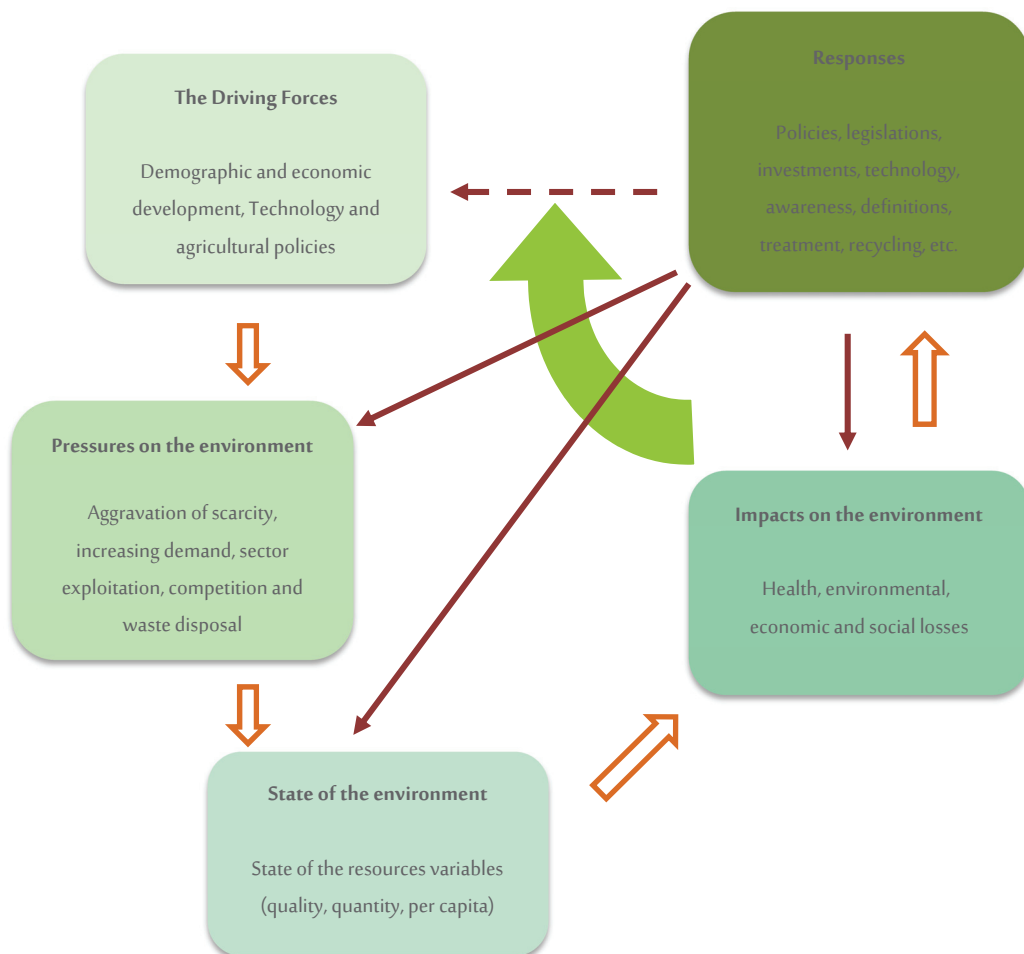 The Driving Forces
Demographic and economic
development, Technology and
agricultural policies
Responses
Policies, legislations,
investments, technology,
awareness, definitions,
treatment, recycling, etc.
Pressures on the environment
Aggravation of scarcity,
increasing demand, sector
exploitation, competition and
waste disposal
Impacts on the environment
Health, environmental,
economic and social losses
State of the environment
State of the resources variables
(quality, quantity, per capita)